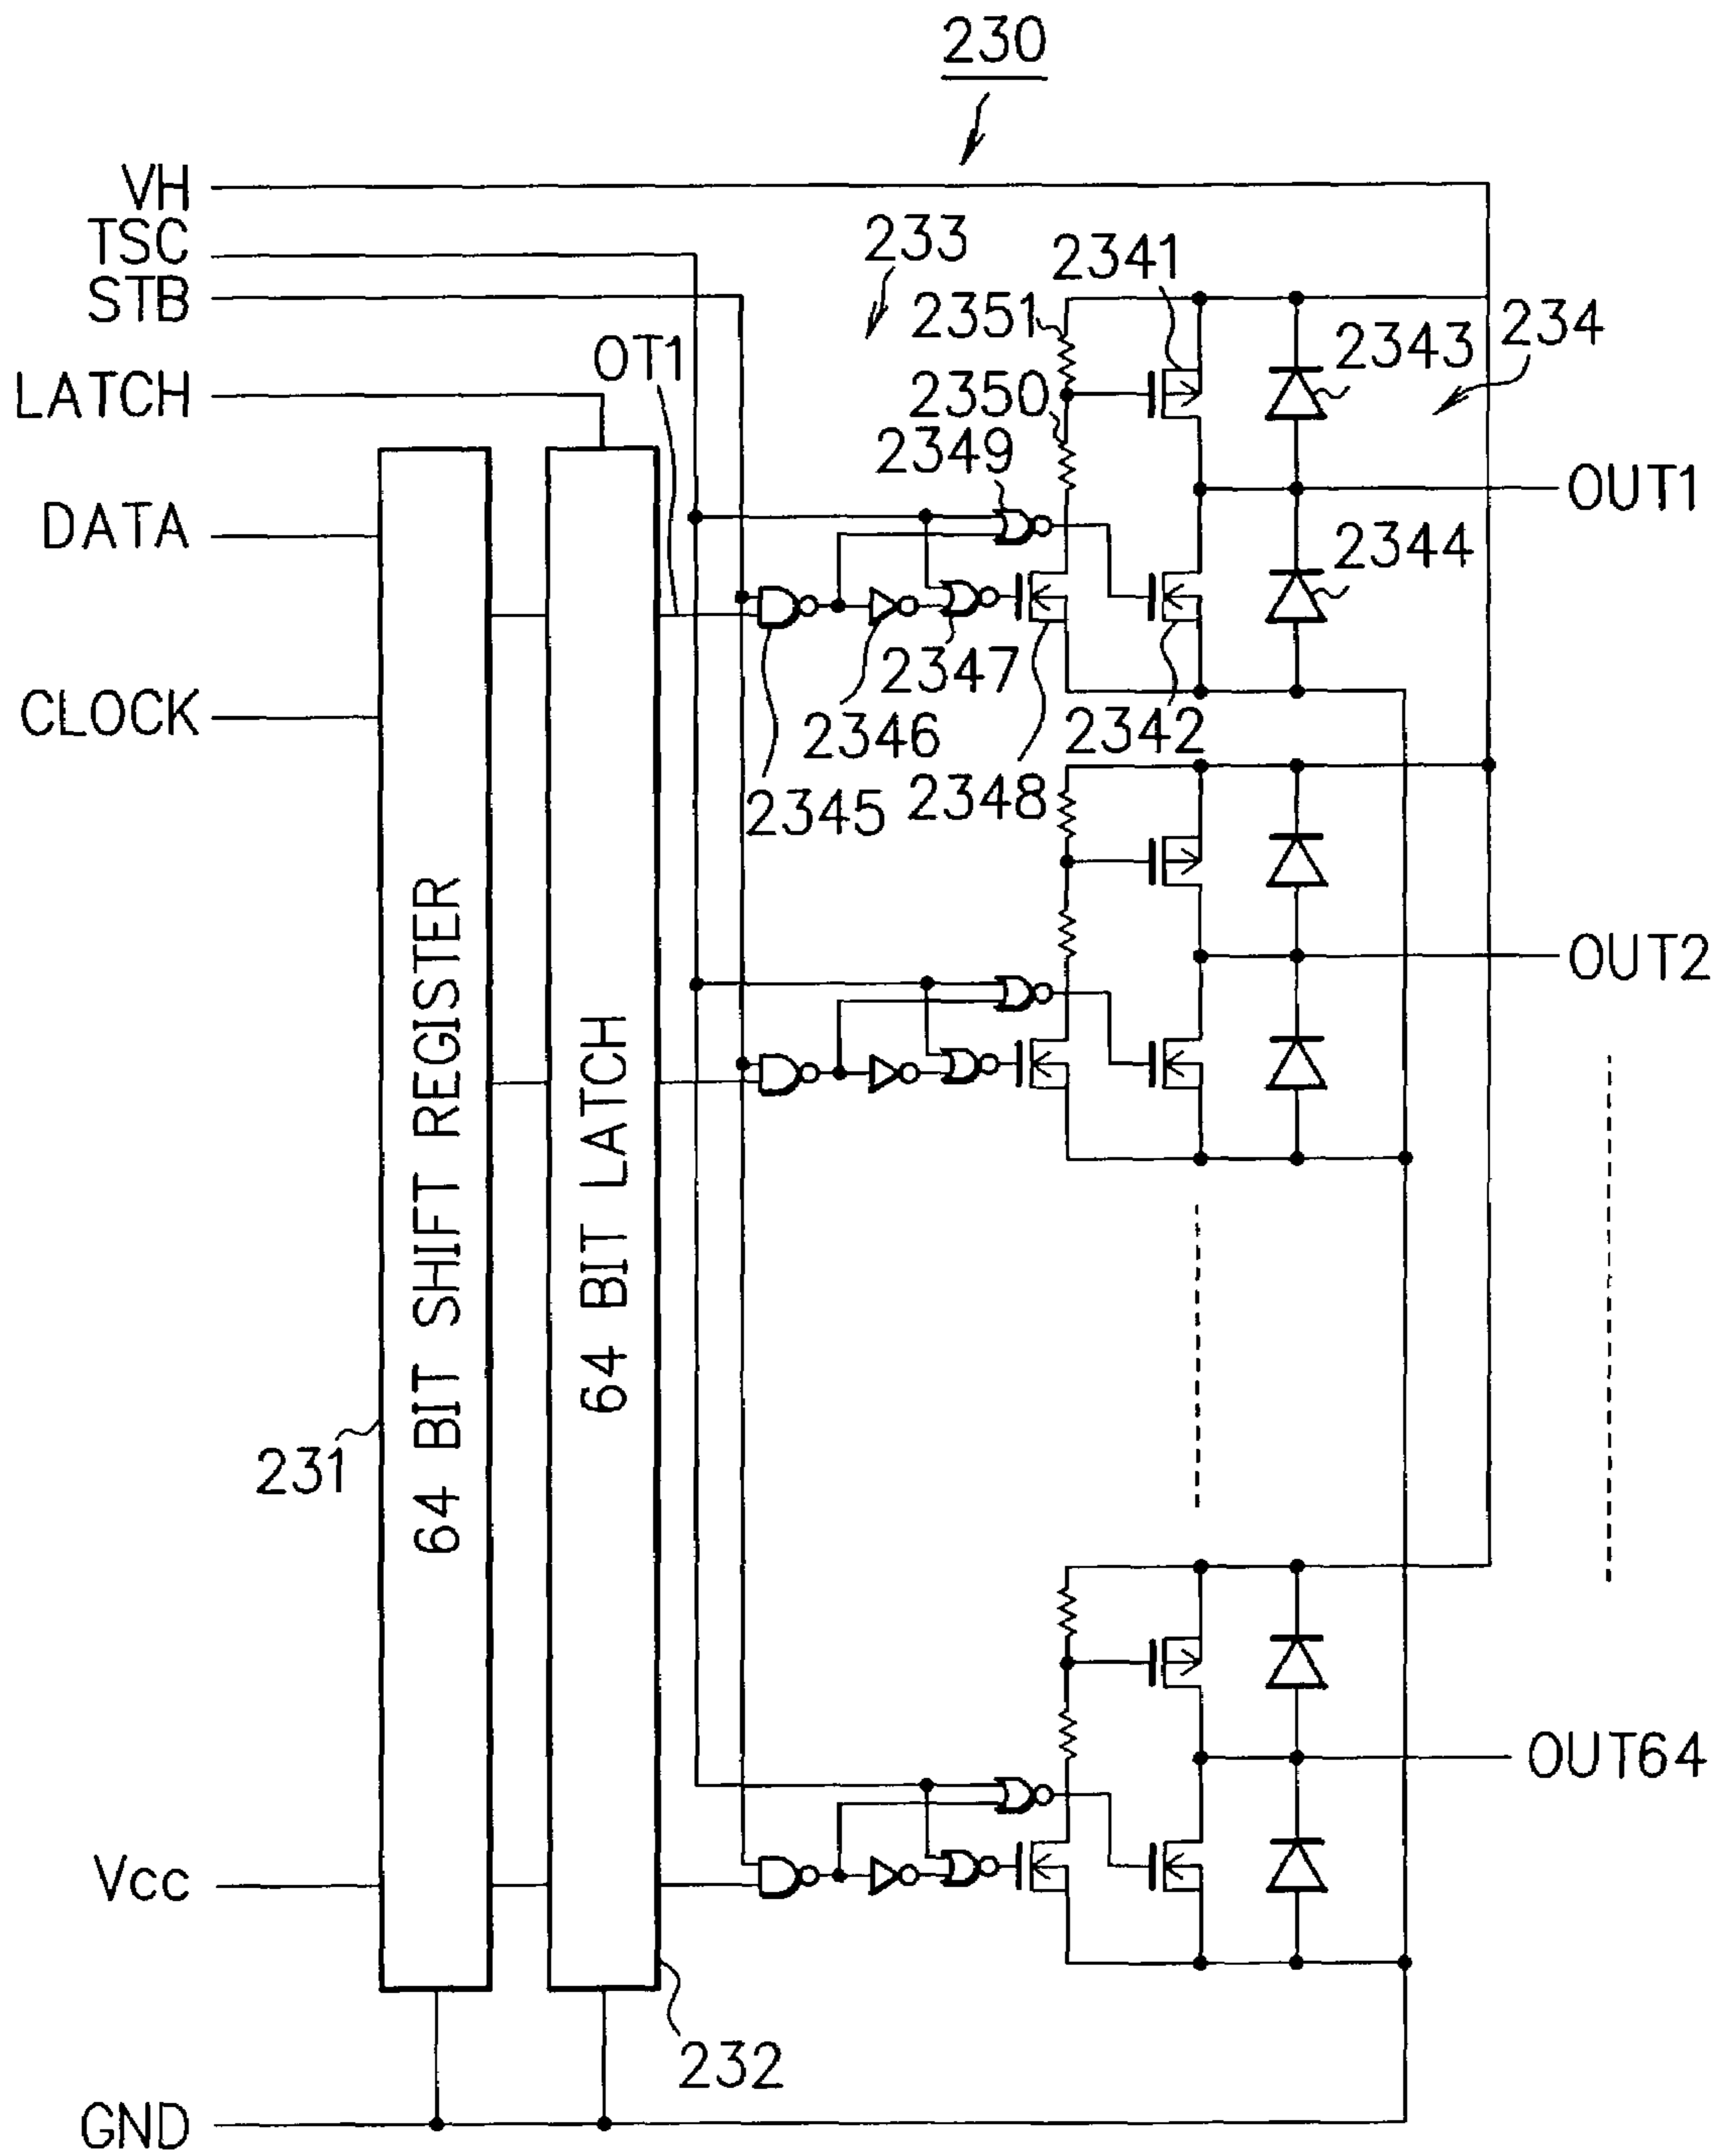 230
VH
TSC
STB
LATCH
DATA
CLOCK
Vcc
GND
233
2341
2351
234
2343
OT1
2350
2349
OUT1
2344
2347
2346
2342
2345
2348
OUT2
64 BIT SHIFT REGISTER
64 BIT LATCH
231
OUT64
232